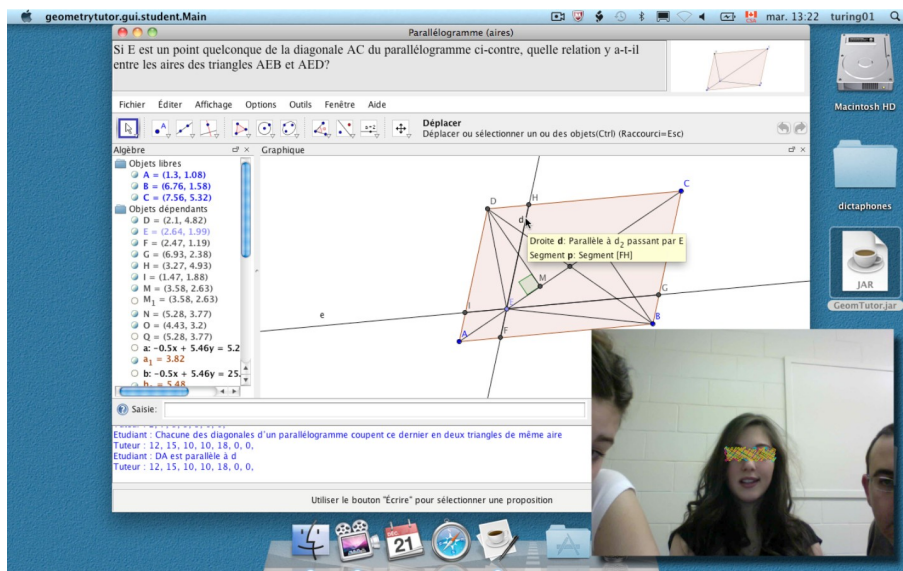 geometrytutor.gui.student.Main
mar. 13:22 turing01
Parallélogramme (aires)
Si E est un point quelconque de la diagonale AC du parallélogramme ci-contre, quelle relation y a-t-il
entre les aires des triangles AEB et AED?
Fichier Éditer Affichage Options Outils Fenêtre Aide
Déplacer
Déplacer ou sélectionner un ou des objets(Ctrl) (Raccourci=Esc)
Algèbre
Graphique
Objets libres
A = (1.3, 1.08)
B = (6.76, 1.58)
C = (7.56, 5.32)
Objets dépendants
D = (2.1, 4.82)
E = (2.64, 1.99)
F = (2.47, 1.19)
G = (6.93, 2.38)
H = (3.27, 4.93)
I = (1.47, 1.88)
M = (3.58, 2.63)
M₁ = (3.58, 2.63)
N = (5.28, 3.77)
O = (4.43, 3.2)
Q = (5.28, 3.77)
a: -0.5x + 5.46y = 5.2
a₁ = 3.82
b: -0.5x + 5.46y = 25.
= 5.48
C
D
H
d
Droite d: Parallèle à d₂ passant par E
Segment p: Segment [FH]
M
G
I
E
e
B
A
F
Saisie:
Etudiant : Chacune des diagonales d'un parallélogramme coupent ce dernier en deux triangles de même aire
Tuteur : 12, 15, 10, 10, 18, 0, 0,
Etudiant : DA est parallèle à d
Tuteur : 12, 15, 10, 10, 18, 0, 0,
Utiliser le bouton "Écrire" pour sélectionner une proposition
Macintosh HD
dictaphones
JAR
GeomTutor.jar
21